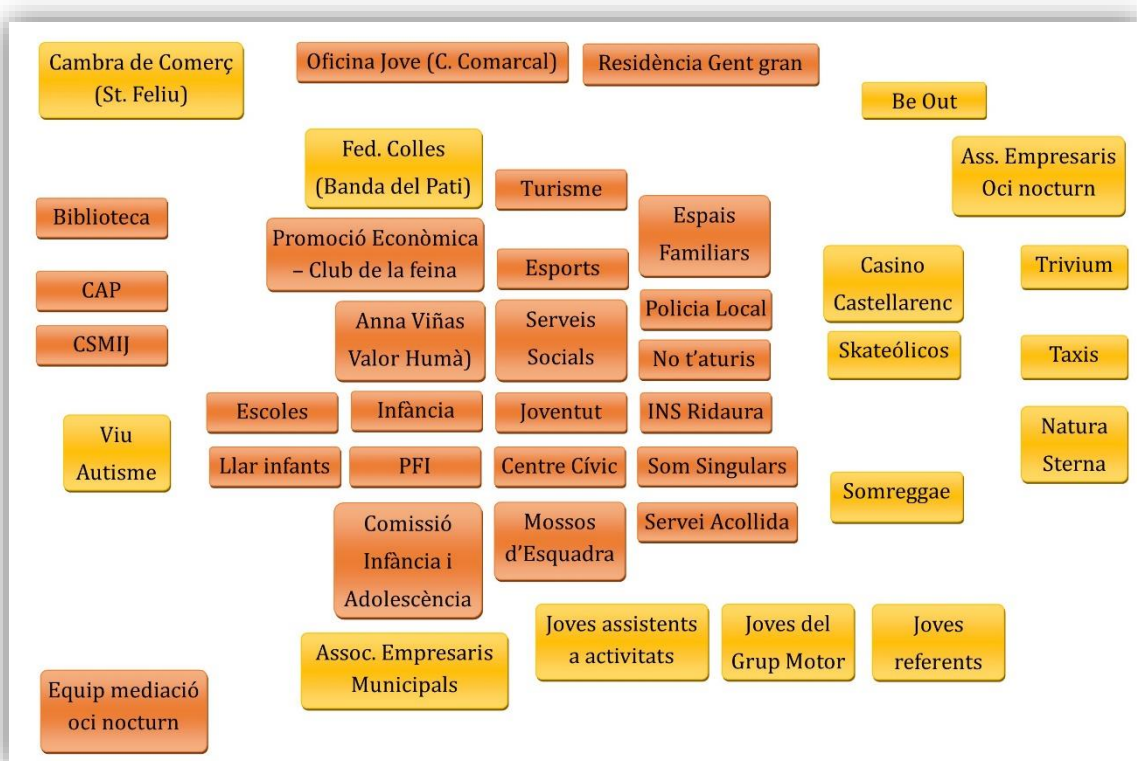 Cambra de Comerç
(St. Feliu)
Oficina Jove (C. Comarcal)
Residència Gent gran
Be Out
Fed. Colles
(Banda del Pati)
Turisme
Ass. Empresaris
Oci nocturn
Biblioteca
Espais
Familiars
Promoció Econòmica
– Club de la feina
Esports
Casino
Castellarenc
Trivium
CAP
Anna Viñas
Valor Humà)
Serveis
Socials
Policia Local
CSMIJ
No t'aturis
Skateólicos
Taxis
Escoles
Infància
Joventut
INS Ridaura
Viu
Autisme
Natura
Sterna
Llar infants
PFI
Centre Cívic
Som Singulars
Somreggae
Comissió
Infància i
Adolescència
Mossos
d'Esquadra
Servei Acollida
Assoc. Empresaris
Municipals
Joves assistents
a activitats
Joves del
Grup Motor
Joves
referents
Equip mediació
oci nocturn